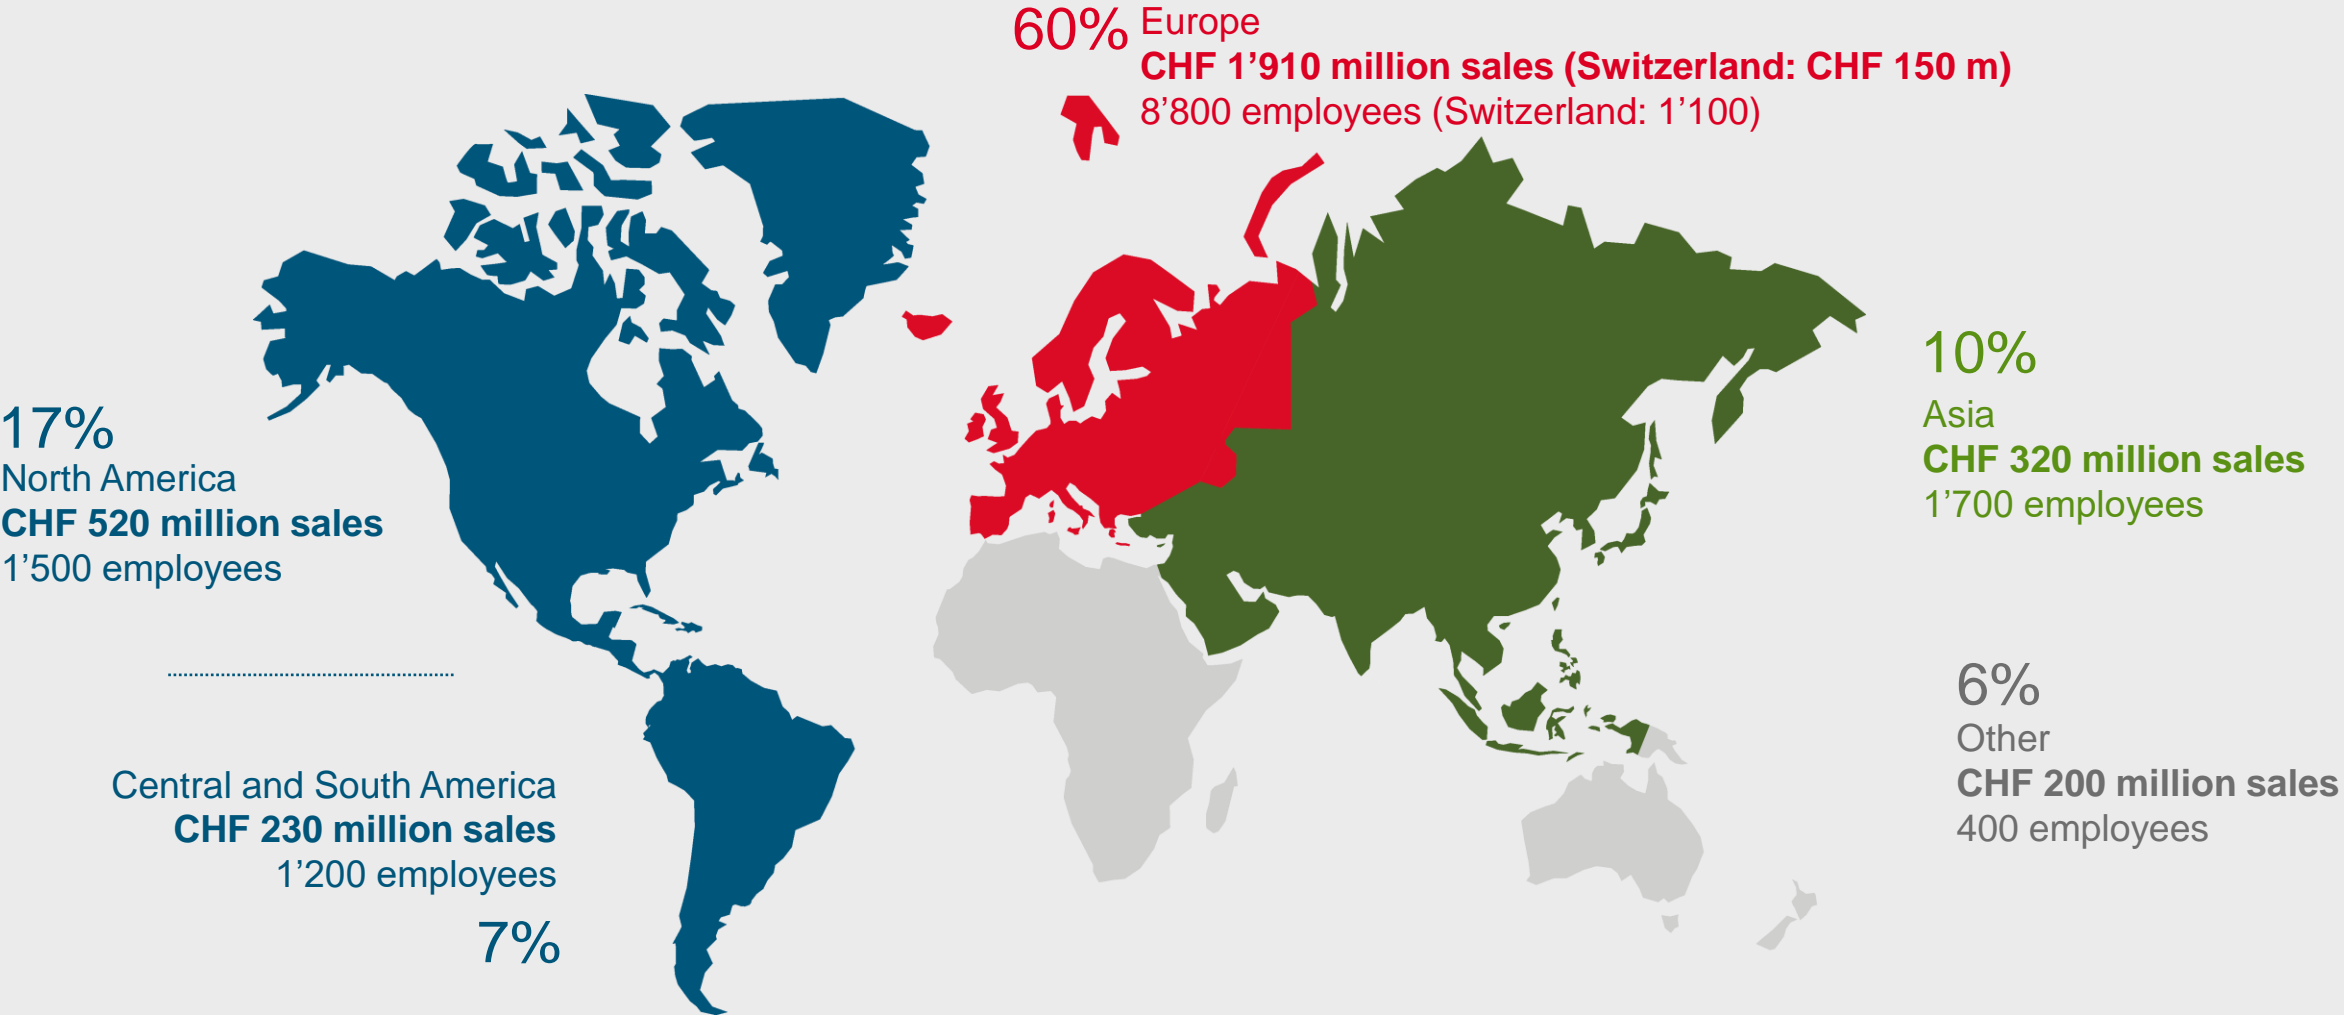 60%
Europe
CHF 1’910 million sales (Switzerland: CHF 150 m)
8’800 employees (Switzerland: 1’100)
17%
North America
CHF 520 million sales
1’500 employees
10%
Asia
CHF 320 million sales
1’700 employees
Central and South America
CHF 230 million sales
1’200 employees
7%
6%
Other
CHF 200 million sales
400 employees